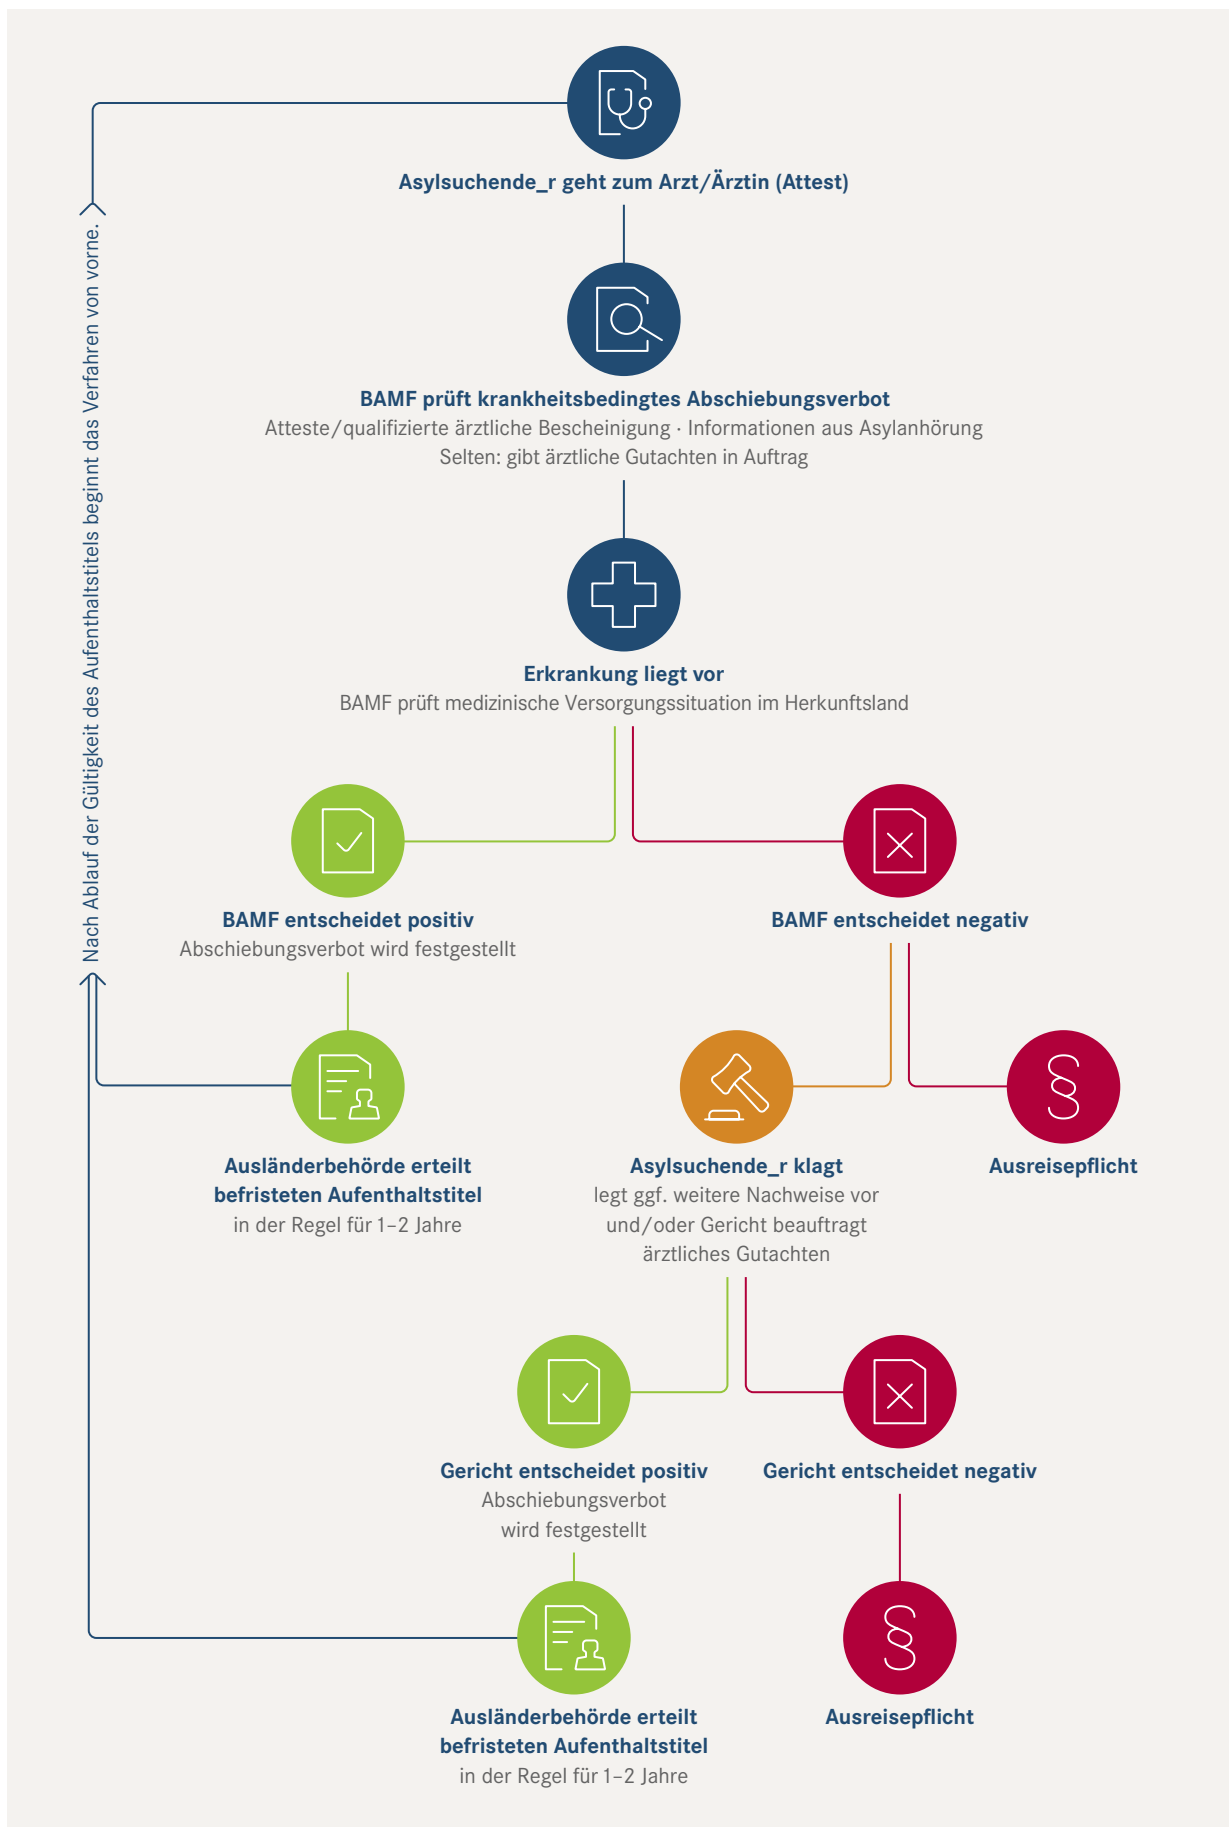 Asylsuchende_r geht zum Arzt/Ärztin (Attest)
Nach Ablauf der Gültigkeit des Aufenthaltstitels beginnt das Verfahren von vorne.
BAMF prüft krankheitsbedingtes Abschiebungsverbot
Atteste/qualifizierte ärztliche Bescheinigung · Informationen aus Asylanhörung
Selten: gibt ärztliche Gutachten in Auftrag
Erkrankung liegt vor
BAMF prüft medizinische Versorgungssituation im Herkunftsland
BAMF entscheidet positiv
Abschiebungsverbot wird festgestellt
BAMF entscheidet negativ
§
Ausländerbehörde erteilt
befristeten Aufenthaltstitel
in der Regel für 1–2 Jahre
Asylsuchende_r klagt
legt ggf. weitere Nachweise vor
und/oder Gericht beauftragt
ärztliches Gutachten
Ausreisepflicht
Gericht entscheidet positiv
Abschiebungsverbot
wird festgestellt
Gericht entscheidet negativ
§
Ausländerbehörde erteilt
befristeten Aufenthaltstitel
in der Regel für 1–2 Jahre
Ausreisepflicht